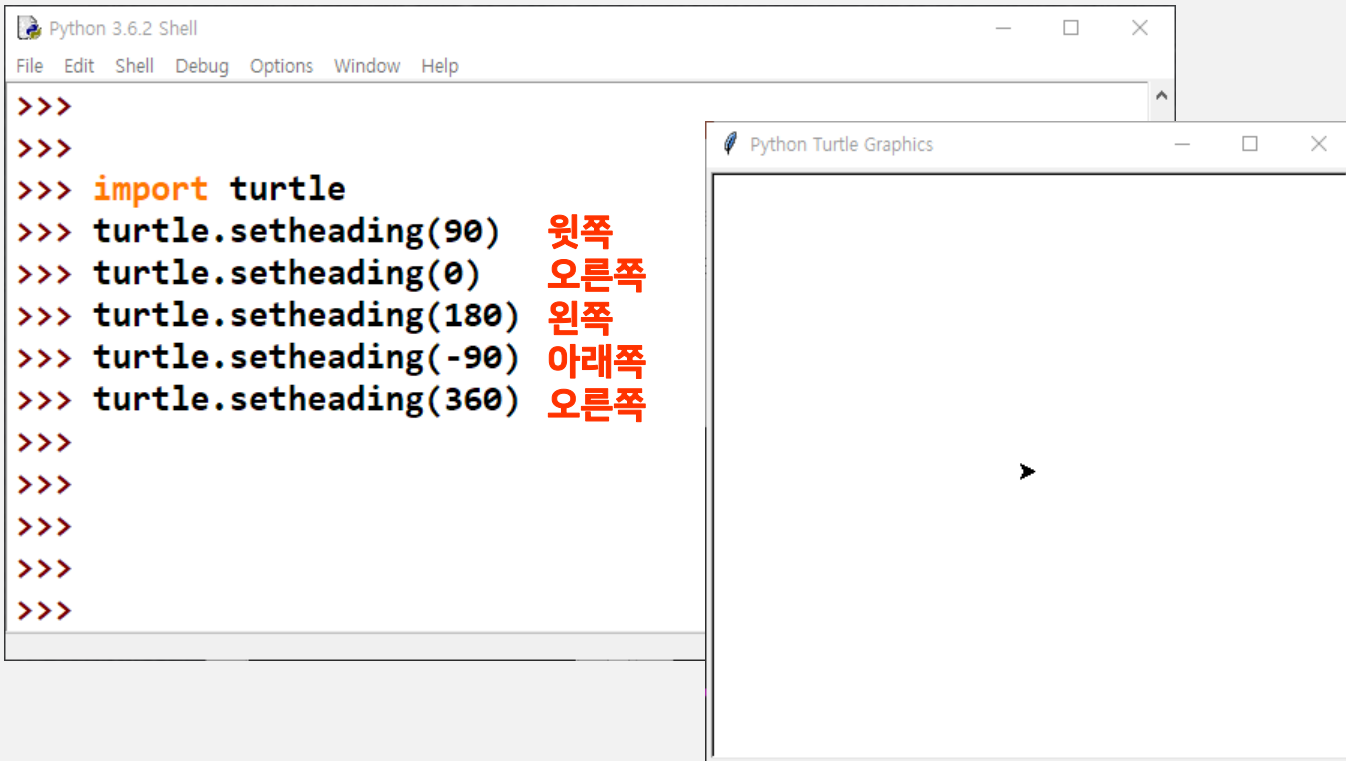 Python 3.6.2 Shell
File Edit Shell Debug Options Window Help
>>>
>>>
>>> import turtle
>>> turtle.setheading(90) 윗쪽
>>> turtle.setheading(0) 오른쪽
>>> turtle.setheading(180) 왼쪽
>>> turtle.setheading(-90) 아래쪽
>>> turtle.setheading(360) 오른쪽
>>>
>>>
>>>
>>>
>>>
Python Turtle Graphics